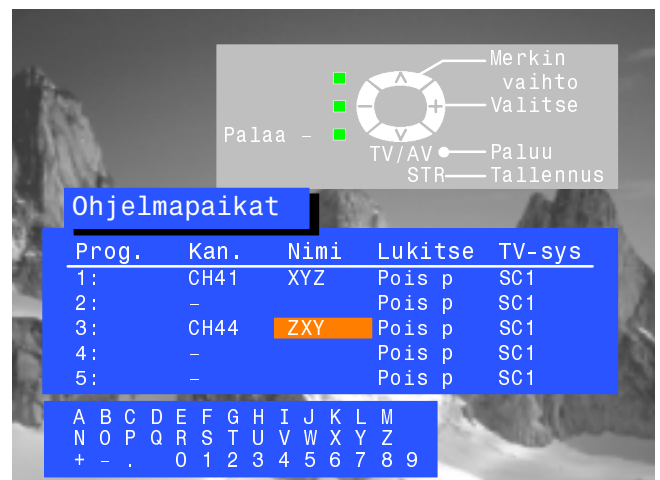 Merkin
vaihto
Valitse
Palaa –
TV/AV Paluu
STR Tallennus
Ohjelmapaikat
Prog. Kan. Nimi Lukitse TV-sys
1: CH41 XYZ Pois p SC1
2: – Pois p SC1
3: CH44 ZXY Pois p SC1
4: – Pois p SC1
5: – Pois p SC1
A B C D E F G H I J K L M
N O P Q R S T U V W X Y Z
+ – . 0 1 2 3 4 5 6 7 8 9